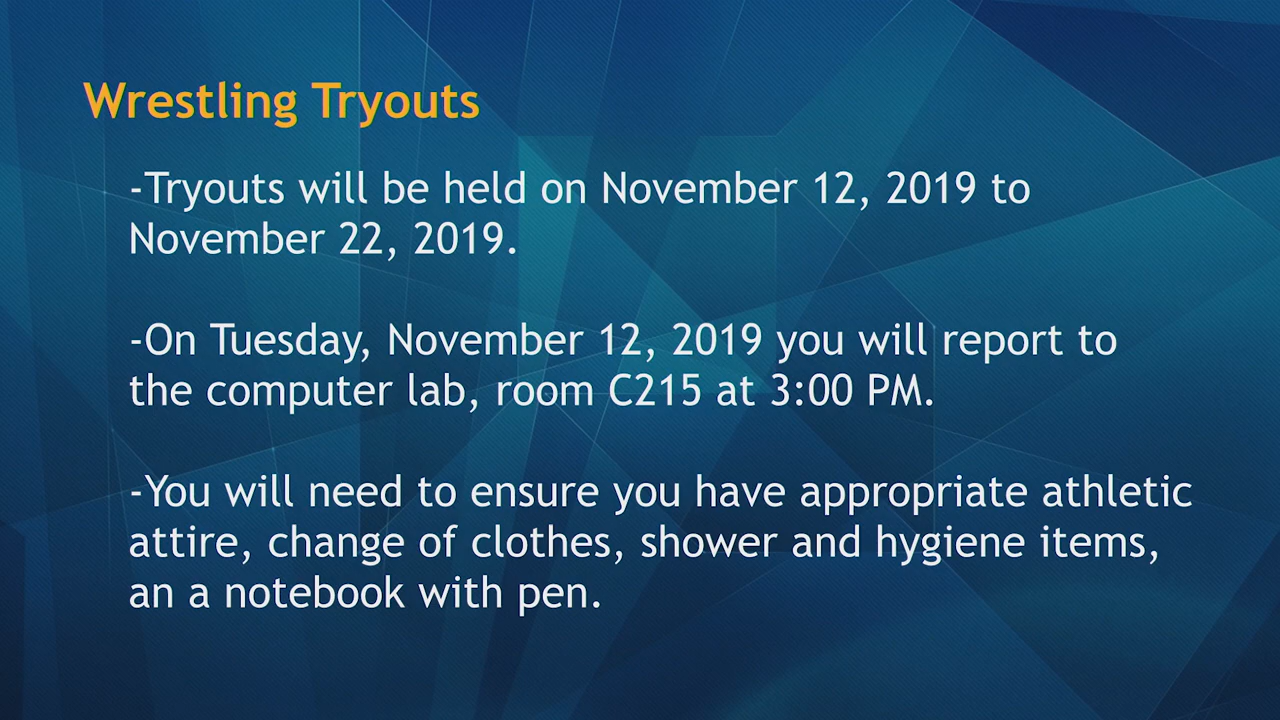 Wrestling Tryouts
-Tryouts will be held on November 12, 2019 to
November 22, 2019.
-On Tuesday, November 12, 2019 you will report to
the computer lab, room C215 at 3:00 PM.
-You will need to ensure you have appropriate athletic
attire, change of clothes, shower and hygiene items,
an a notebook with pen.